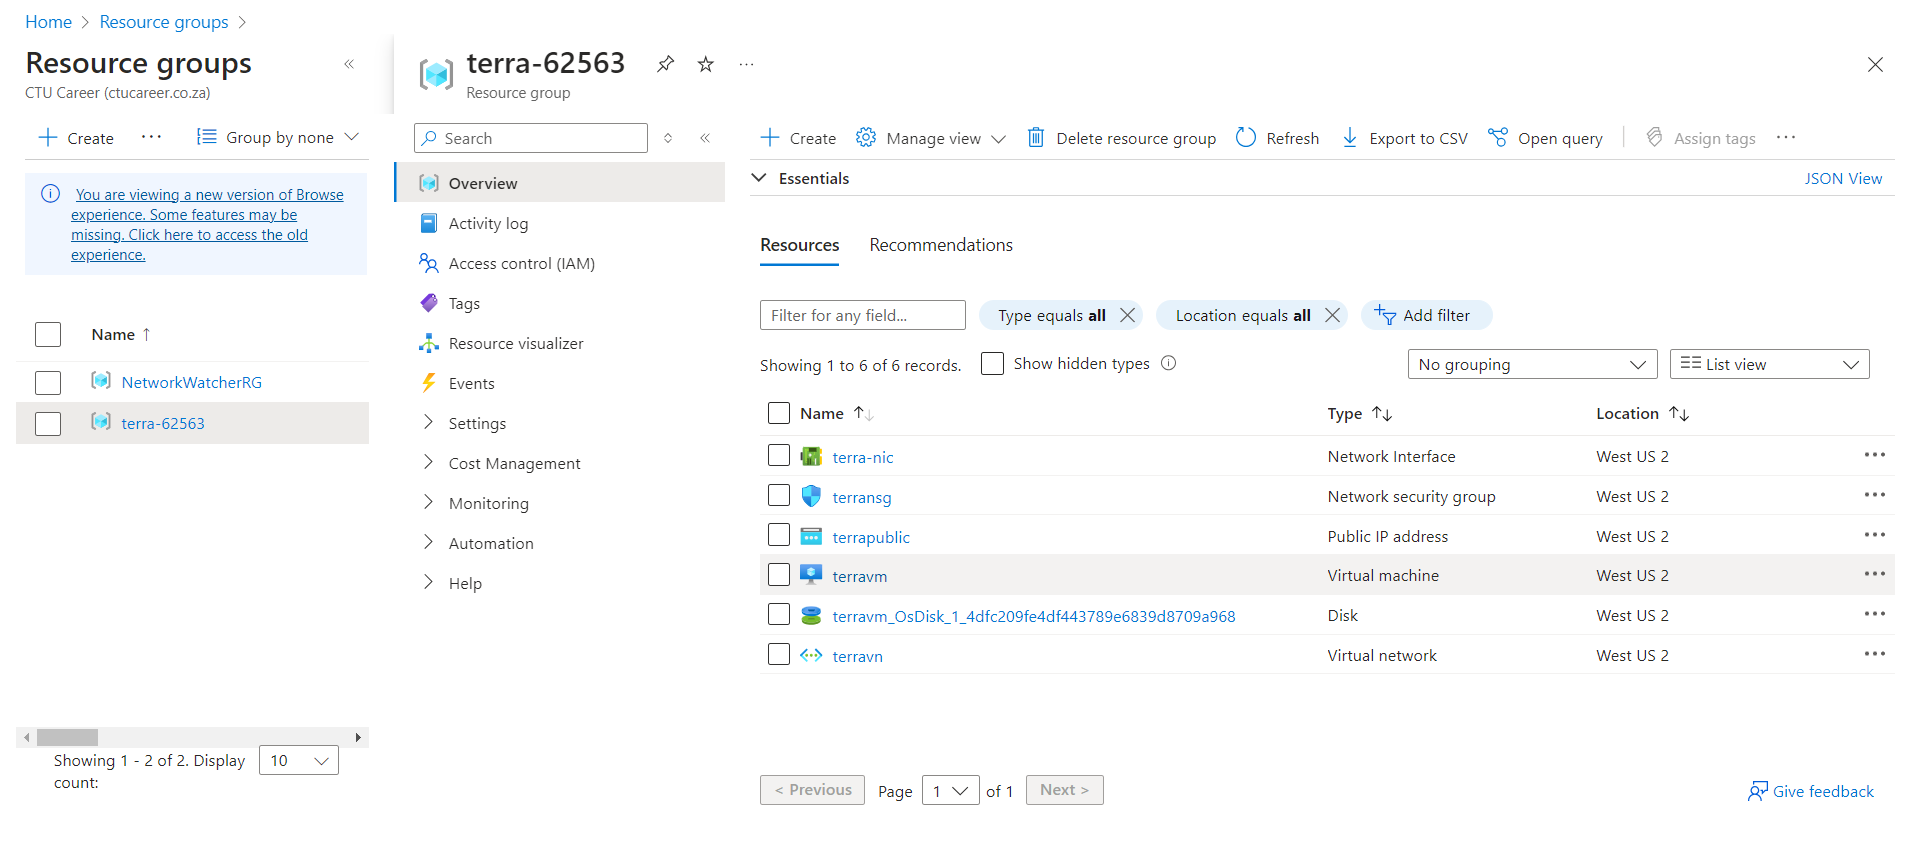 Home > Resource groups >
Resource groups «
CTU Career (ctucareer.co.za)
+ Create ··· Group by none
You are viewing a new version of Browse
experience. Some features may be
missing. Click here to access the old
experience.
Name ↑
NetworkWatcherRG
terra-62563
Showing 1 - 2 of 2. Display
count:
10
terra-62563 ···
Resource group
Search «
Overview
Activity log
Access control (IAM)
Tags
Resource visualizer
Events
Settings
Cost Management
Monitoring
Automation
Help
+ Create Manage view Delete resource group Refresh Export to CSV Open query Assign tags ···
Essentials JSON View
Resources Recommendations
Filter for any field... Type equals all Location equals all Add filter
Showing 1 to 6 of 6 records. Show hidden types No grouping List view
Name ↑↓ Type ↑↓ Location ↑↓
terra-nic Network Interface West US 2 ···
terransg Network security group West US 2 ···
terrapublic Public IP address West US 2 ···
terravm Virtual machine West US 2 ···
terravm_OsDisk_1_4dfc209fe4df443789e6839d8709a968 Disk West US 2 ···
terravn Virtual network West US 2 ···
< Previous Page 1 of 1 Next > Give feedback